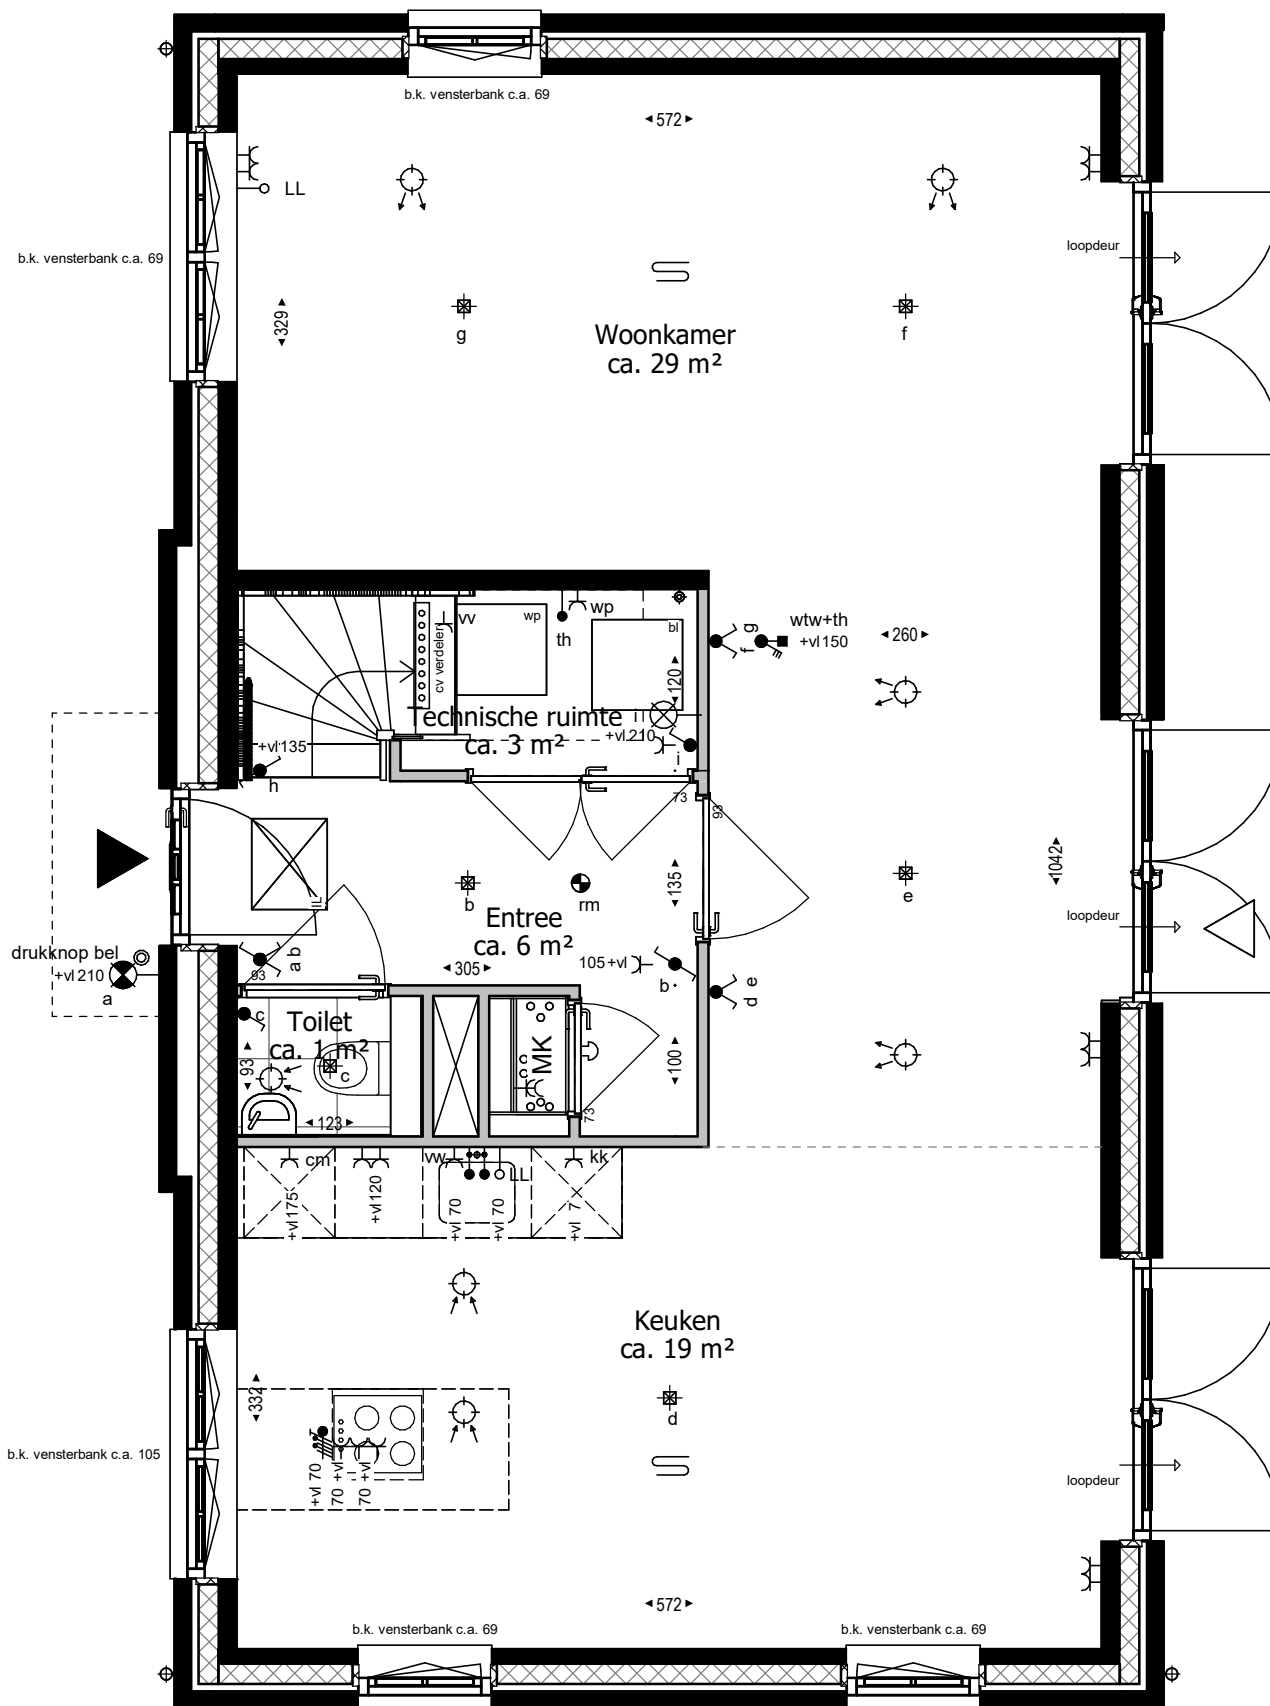 b.k. vensterbank c.a. 69
572
LL
b.k. vensterbank c.a. 69
loopdeur
329
g
f
Woonkamer
ca. 29 m²
vv
wp
th
wp
bl
cv verdeler
f g
wtw+th
+vl 150
260
120
Technische ruimte
ca. 3 m²
i
+vl 210
i
+vl 135
h
73
93
1042
135
b
rm
e
IL
Entree
ca. 6 m²
loopdeur
drukknop bel
+vl 210
a
a b
93
305
105+vl
b
d e
c
Toilet
ca. 1 m²
c
93
123
MK
100
73
cm
vw
LL
kk
+vl 175
+vl 120
+vl 70
+vl 70
+vl 7
Keuken
ca. 19 m²
332
d
b.k. vensterbank c.a. 105
+vl 70
70 +vl
70 +vl
loopdeur
572
b.k. vensterbank c.a. 69
b.k. vensterbank c.a. 69